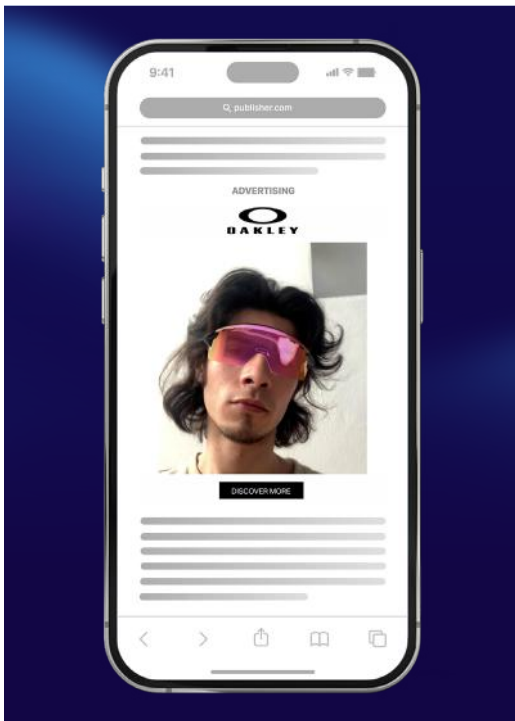 9:41
publisher.com
ADVERTISING
OAKLEY
DISCOVER MORE